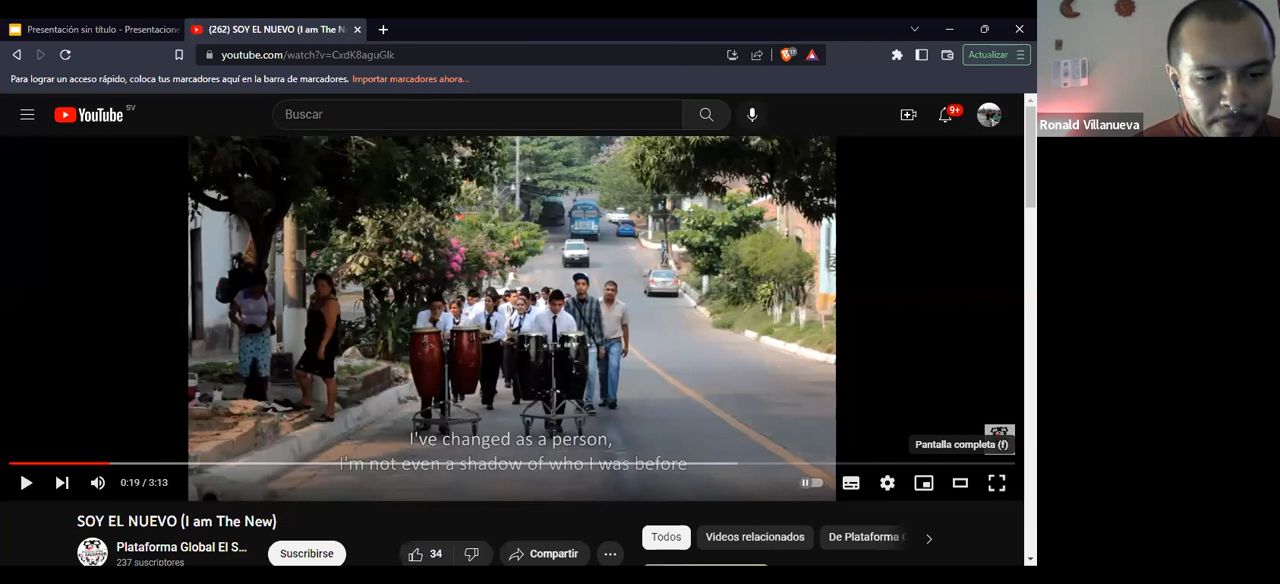 Presentación sin título - Presentacione
(262) SOY EL NUEVO (I am The N
youtube.com/watch?v=CxdK8aguGlk
17
Actualizar
Para lograr un acceso rápido, coloca tus marcadores aquí en la barra de marcadores. Importar marcadores ahora...
YouTube SV
Buscar
9+
Ronald Villanueva
I've changed as a person,
I'm not even a shadow of who I was before
Pantalla completa (f)
0:19 / 3:13
SOY EL NUEVO (I am The New)
Plataforma Global El S...
237 suscriptores
Suscribirse
34
Compartir
Todos
Videos relacionados
De Plataforma